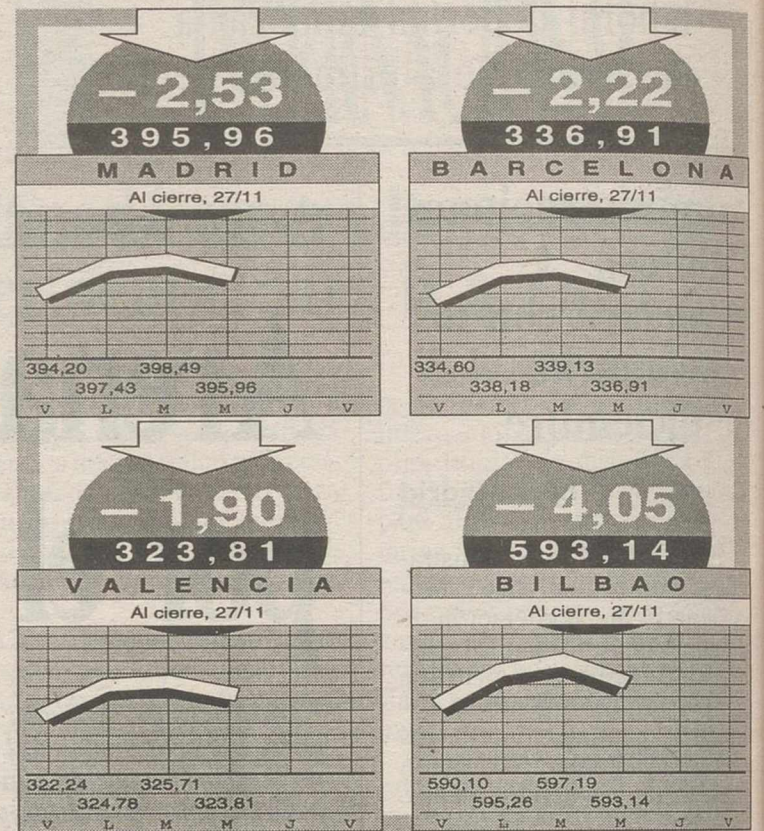 – 2,53
395,96
MADRID
Al cierre, 27/11
394,20 398,49
397,43 395,96
V L M M J V
– 2,22
336,91
BARCELONA
Al cierre, 27/11
334,60 339,13
338,18 336,91
V L M M J V
– 1,90
323,81
VALENCIA
Al cierre, 27/11
322,24 325,71
324,78 323,81
V L M M J V
– 4,05
593,14
BILBAO
Al cierre, 27/11
590,10 597,19
595,26 593,14
V L M M J V